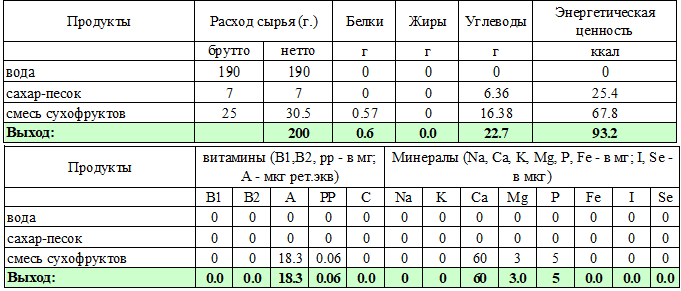 Продукты Расход сырья (г.) Белки Жиры Углеводы Энергетическая ценность
брутто нетто г г г ккал
вода 190 190 0 0 0 0
сахар-песок 7 7 0 0 6.36 25.4
смесь сухофруктов 25 30.5 0.57 0 16.38 67.8
Выход: 200 0.6 0.0 22.7 93.2
Продукты витамины (B1,B2, pp - в мг; А - мкг рет.экв) Минералы (Na, Ca, K, Mg, P, Fe - в мг; I, Se - в мкг)
B1 B2 A PP C Na K Ca Mg P Fe I Se
вода 0 0 0 0 0 0 0 0 0 0 0 0 0
сахар-песок 0 0 0 0 0 0 0 0 0 0 0 0 0
смесь сухофруктов 0 0 18.3 0.06 0 0 0 60 3 5 0 0 0
Выход: 0.0 0.0 18.3 0.06 0.0 0 0 60 3.0 5 0.0 0.0 0.0